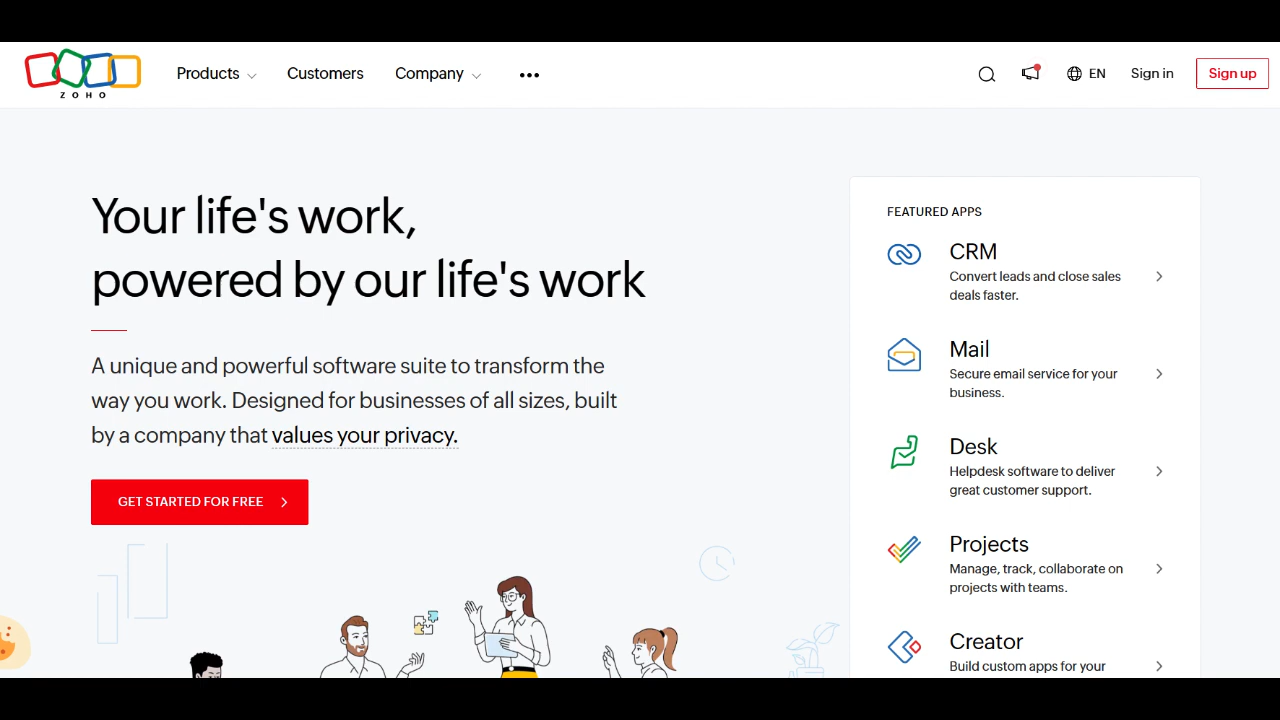 ZOHO
Products
Customers
Company
•••
EN
Sign in
Sign up
Your life's work,
powered by our life's work
A unique and powerful software suite to transform the
way you work. Designed for businesses of all sizes, built
by a company that values your privacy.
GET STARTED FOR FREE
FEATURED APPS
CRM
Convert leads and close sales
deals faster.
Mail
Secure email service for your
business.
Desk
Helpdesk software to deliver
great customer support.
Projects
Manage, track, collaborate on
projects with teams.
Creator
Build custom apps for your